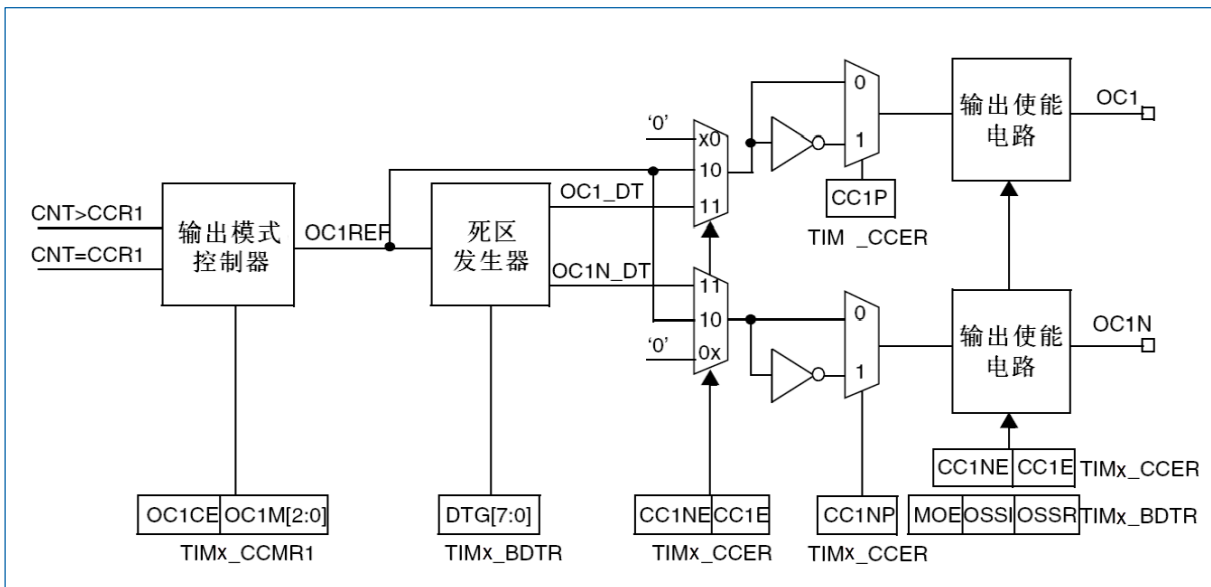 CNT>CCR1
CNT=CCR1
输出模式
控制器
OC1REF
死区
发生器
OC1_DT
OC1N_DT
‘0’
x0
10
11
11
10
0x
‘0’
0
1
CC1P
TIM _CCER
0
1
输出使能
电路
OC1
输出使能
电路
OC1N
OC1CE OC1M[2:0]
TIMx_CCMR1
DTG[7:0]
TIMx_BDTR
CC1NE CC1E
TIMx_CCER
CC1NP
TIMx_CCER
CC1NE CC1E TIMx_CCER
MOE OSSI OSSR TIMx_BDTR